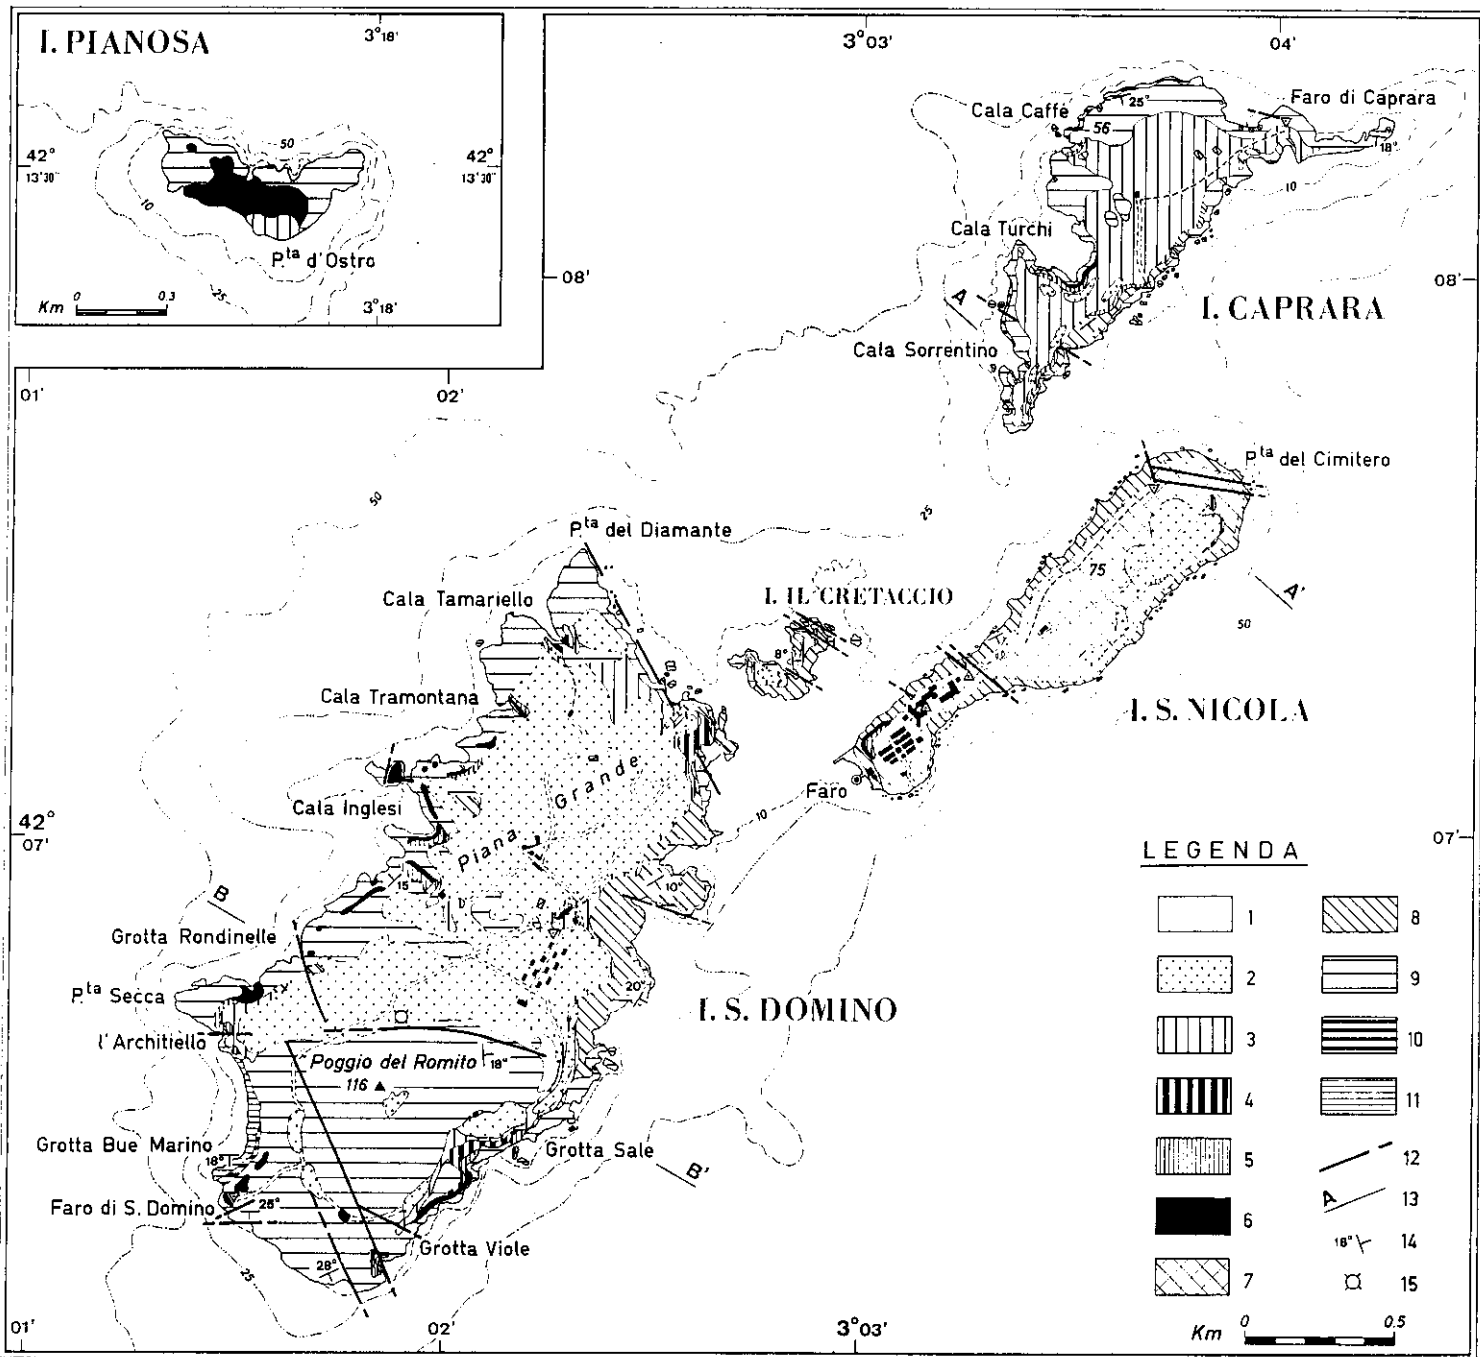 I. PIANOSA
3°18'
42°
13'30"
42°
13'30"
50
10
25
P.ta d'Ostro
Km 0 0.3
3°18'
3°03'
04'
Cala Caffè
25°
56
Faro di Caprara
18°
10
Cala Turchi
08'
08'
A
I. CAPRARA
Cala Sorrentino
01'
02'
50
25
P.ta del Cimitero
P.ta del Diamante
75
A'
50
I. IL CRETACCIO
Cala Tamariello
8°
Cala Tramontana
I. S. NICOLA
Piana Grande
Cala Inglesi
Faro
10
42°
07'
07'
15
10°
B
Grotta Rondinelle
P.ta Secca
20°
I. S. DOMINO
l'Architiello
Poggio del Romito
18°
116
Grotta Bue Marino
18°
Grotta Sale
B'
Faro di S. Domino
25°
Grotta Viole
28°
25
LEGENDA
1
2
3
4
5
6
7
8
9
10
11
12
A 13
18° 14
15
Km 0 0.5
01'
02'
3°03'